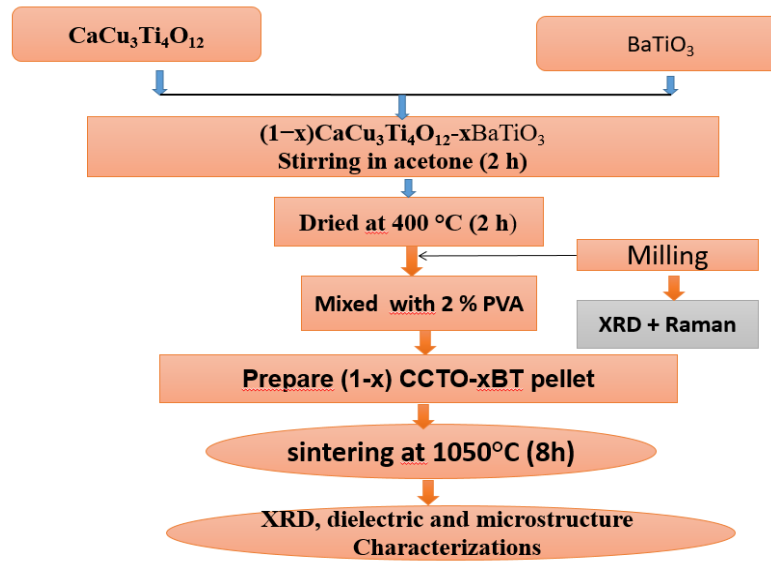 CaCu₃Ti₄O₁₂
BaTiO₃
(1−x)CaCu₃Ti₄O₁₂-xBaTiO₃
Stirring in acetone (2 h)
Dried at 400 °C (2 h)
Milling
Mixed with 2 % PVA
XRD + Raman
Prepare (1-x) CCTO-xBT pellet
sintering at 1050°C (8h)
XRD, dielectric and microstructure
Characterizations